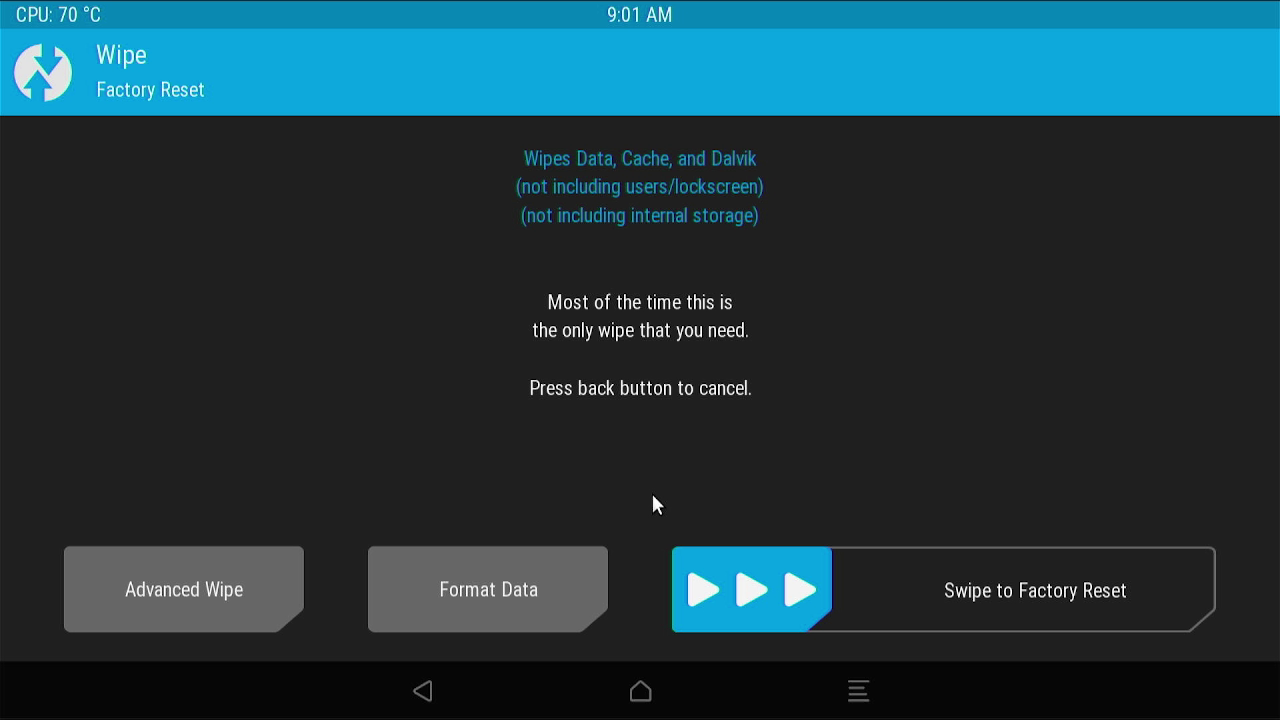 CPU: 70 °C
9:01 AM
Wipe
Factory Reset
Wipes Data, Cache, and Dalvik
(not including users/lockscreen)
(not including internal storage)
Most of the time this is
the only wipe that you need.
Press back button to cancel.
Advanced Wipe
Format Data
Swipe to Factory Reset